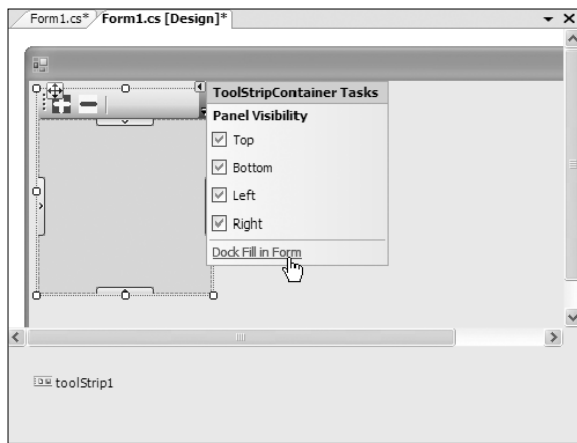 Form1.cs* Form1.cs [Design]*
ToolStripContainer Tasks
Panel Visibility
Top
Bottom
Left
Right
Dock Fill in Form
toolStrip1